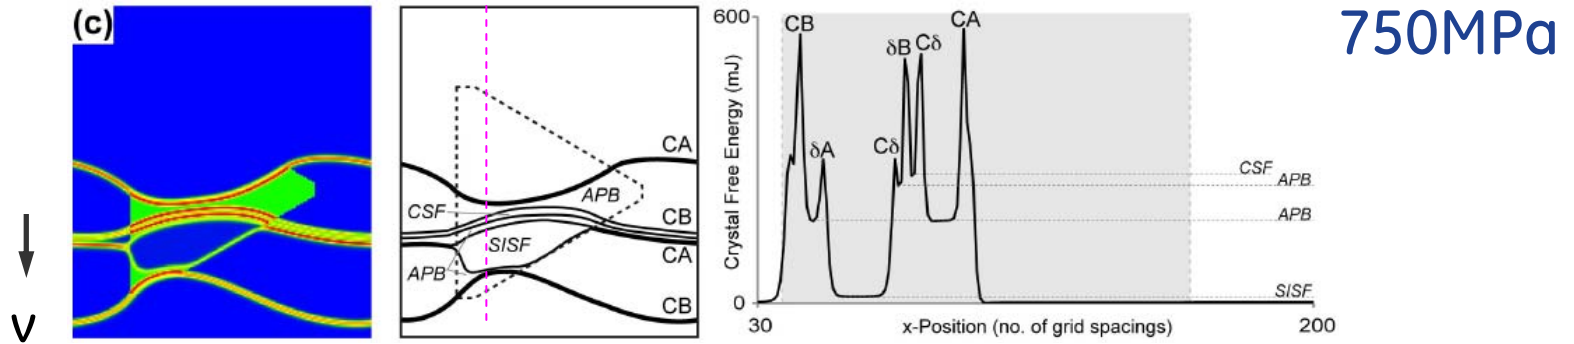 (c)
V
CA
APB
CSF
CB
SISF
CA
APB
CB
600
Crystal Free Energy (mJ)
0
30
x-Position (no. of grid spacings)
200
CB
δA
Cδ
δB
Cδ
CA
CSF
APB
APB
SISF
750MPa